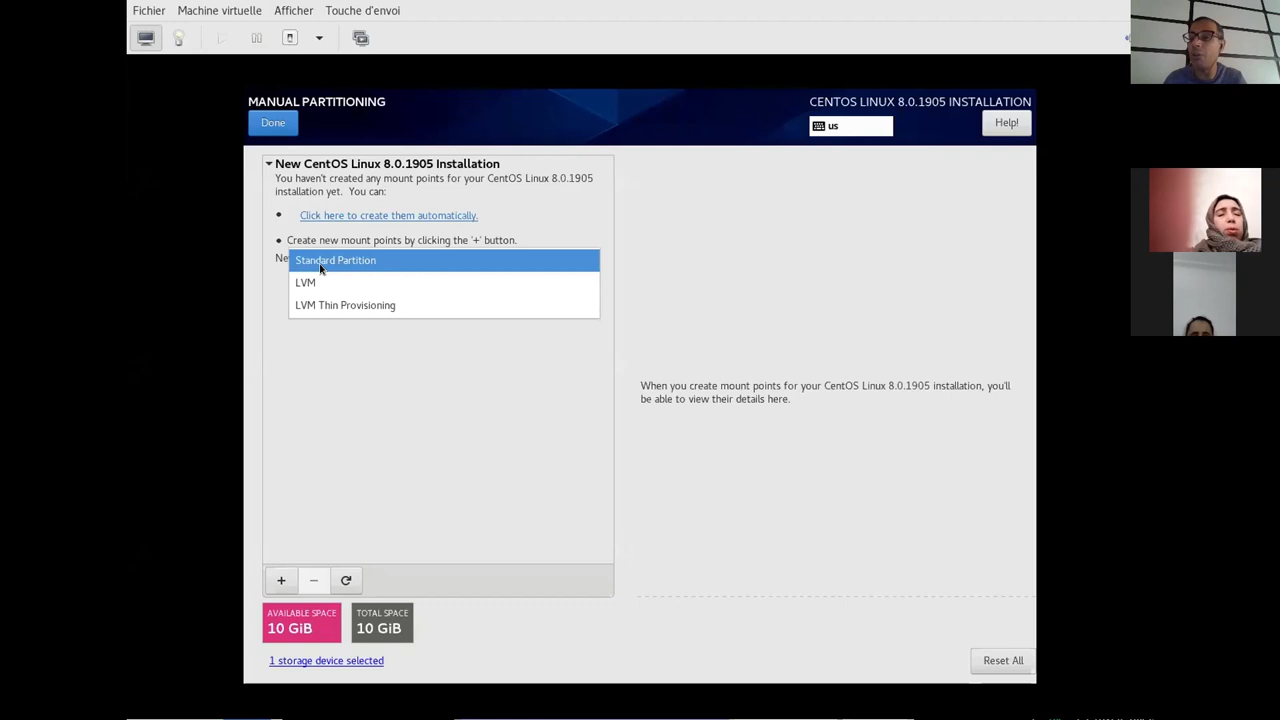 Fichier Machine virtuelle Afficher Touche d'envoi
MANUAL PARTITIONING
CENTOS LINUX 8.0.1905 INSTALLATION
Done
us
Help!
New CentOS Linux 8.0.1905 Installation
You haven't created any mount points for your CentOS Linux 8.0.1905
installation yet. You can:
Click here to create them automatically.
Create new mount points by clicking the '+' button.
Standard Partition
LVM
LVM Thin Provisioning
When you create mount points for your CentOS Linux 8.0.1905 installation, you'll
be able to view their details here.
+ −
AVAILABLE SPACE
10 GiB
TOTAL SPACE
10 GiB
1 storage device selected
Reset All